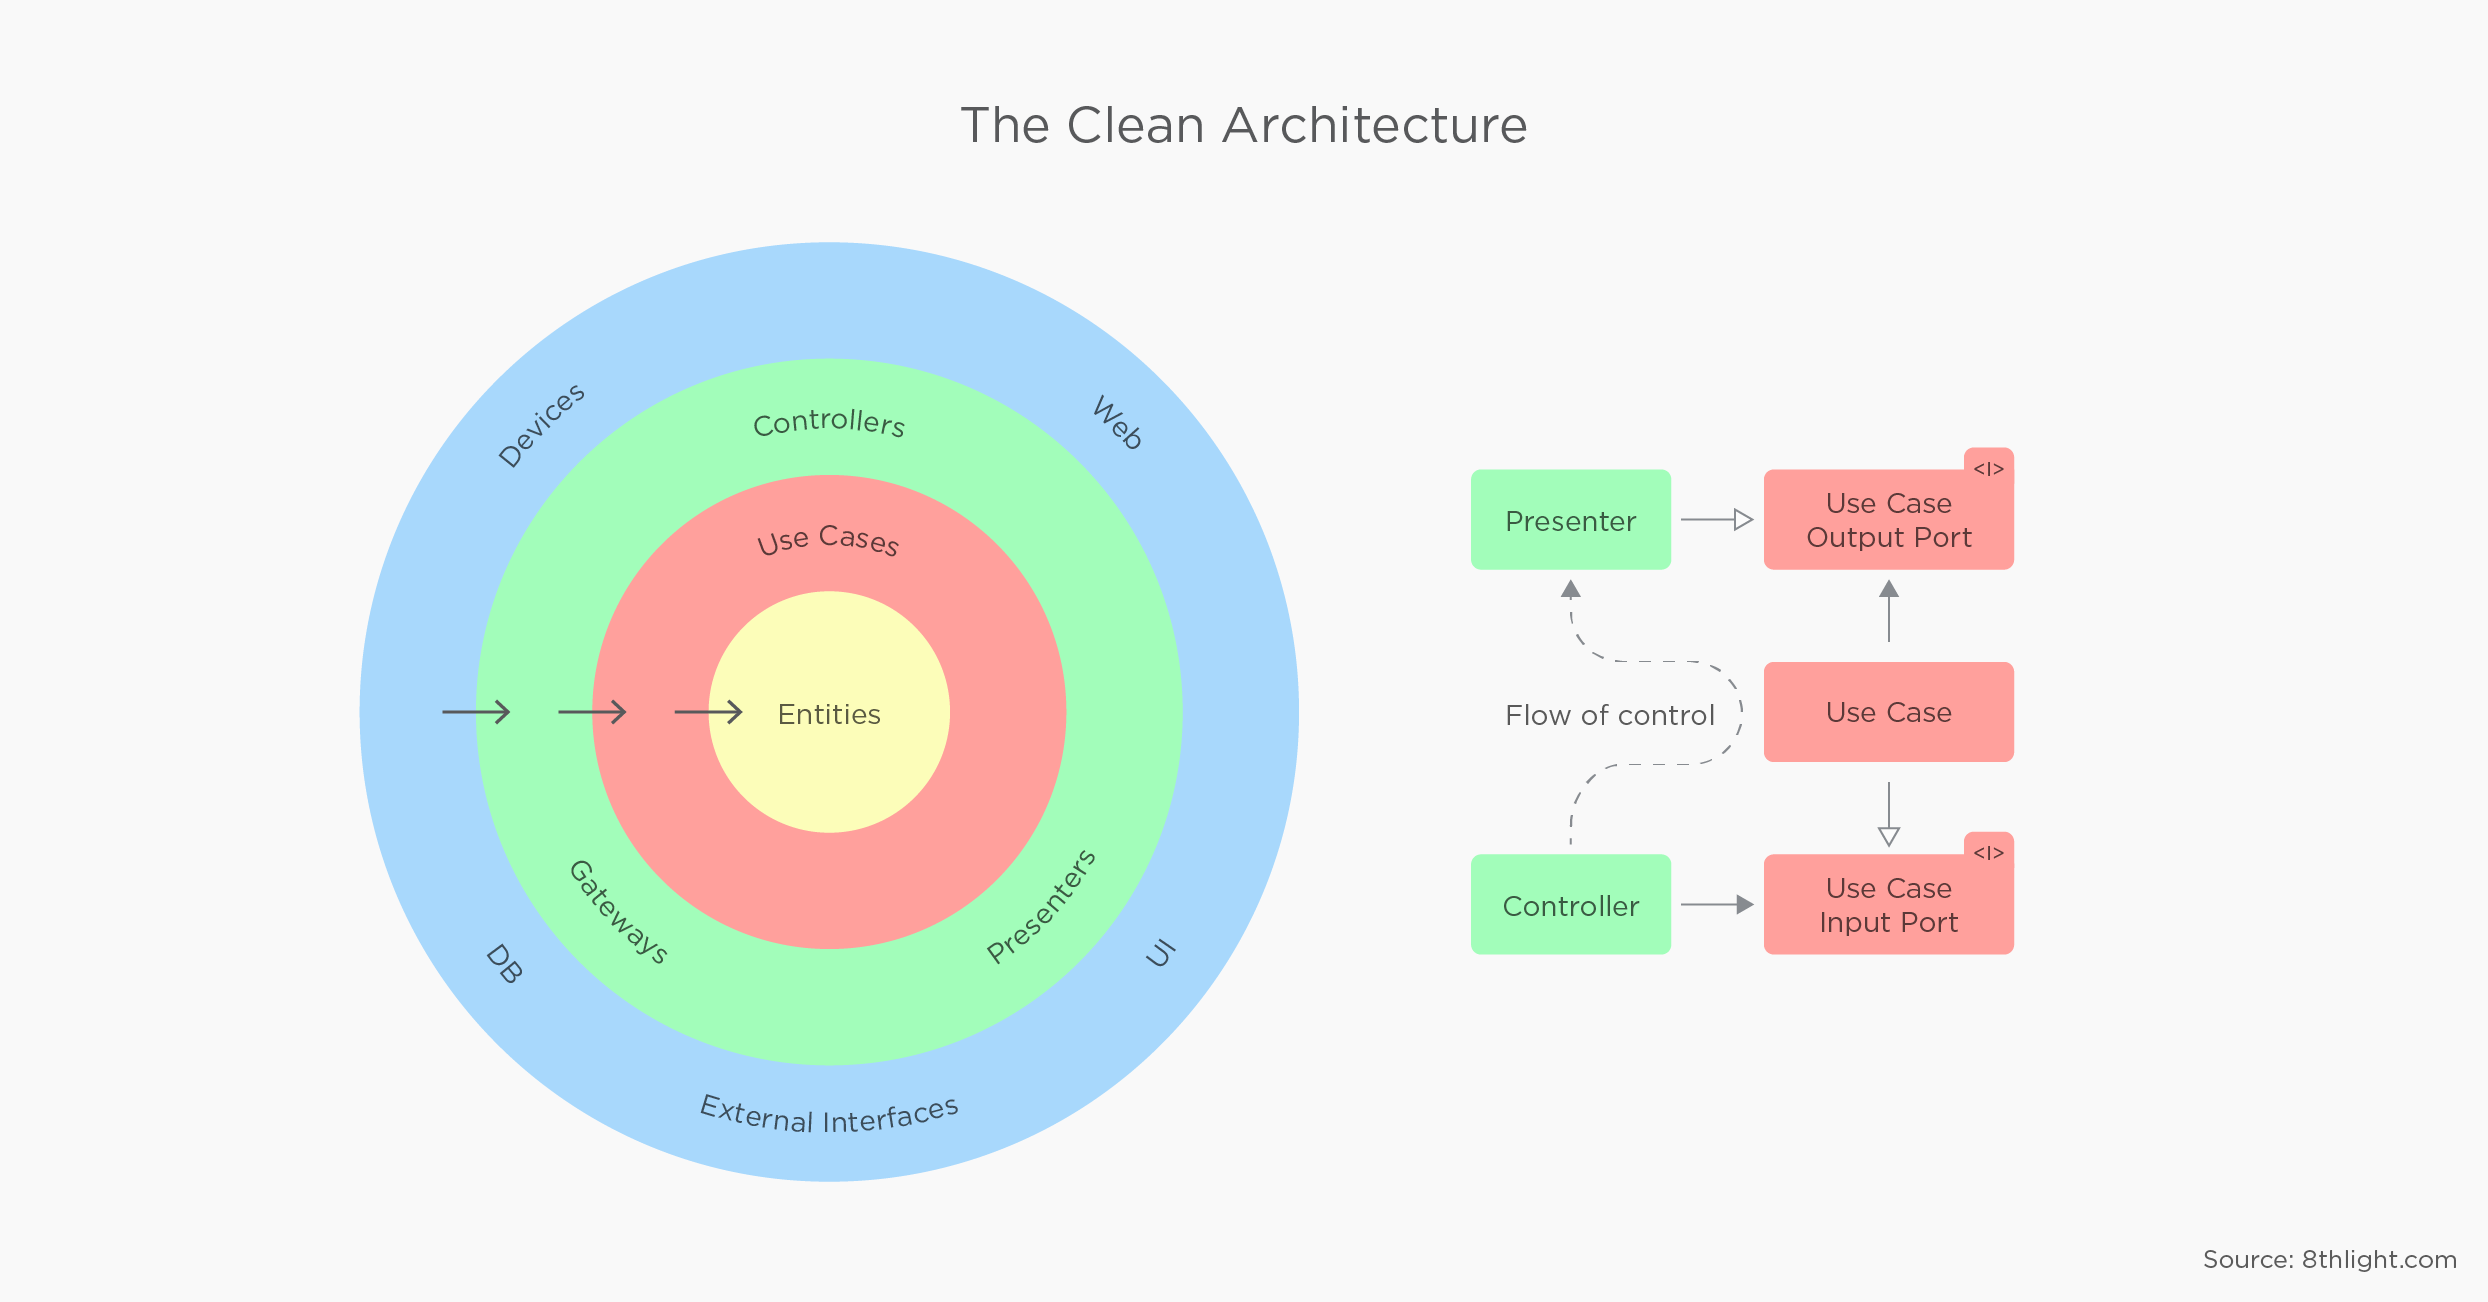 The Clean Architecture
Devices
Web
Controllers
Use Cases
Entities
Gateways
Presenters
DB
UI
External Interfaces
Presenter
<I>
Use Case
Output Port
Flow of control
Use Case
Controller
<I>
Use Case
Input Port
Source: 8thlight.com